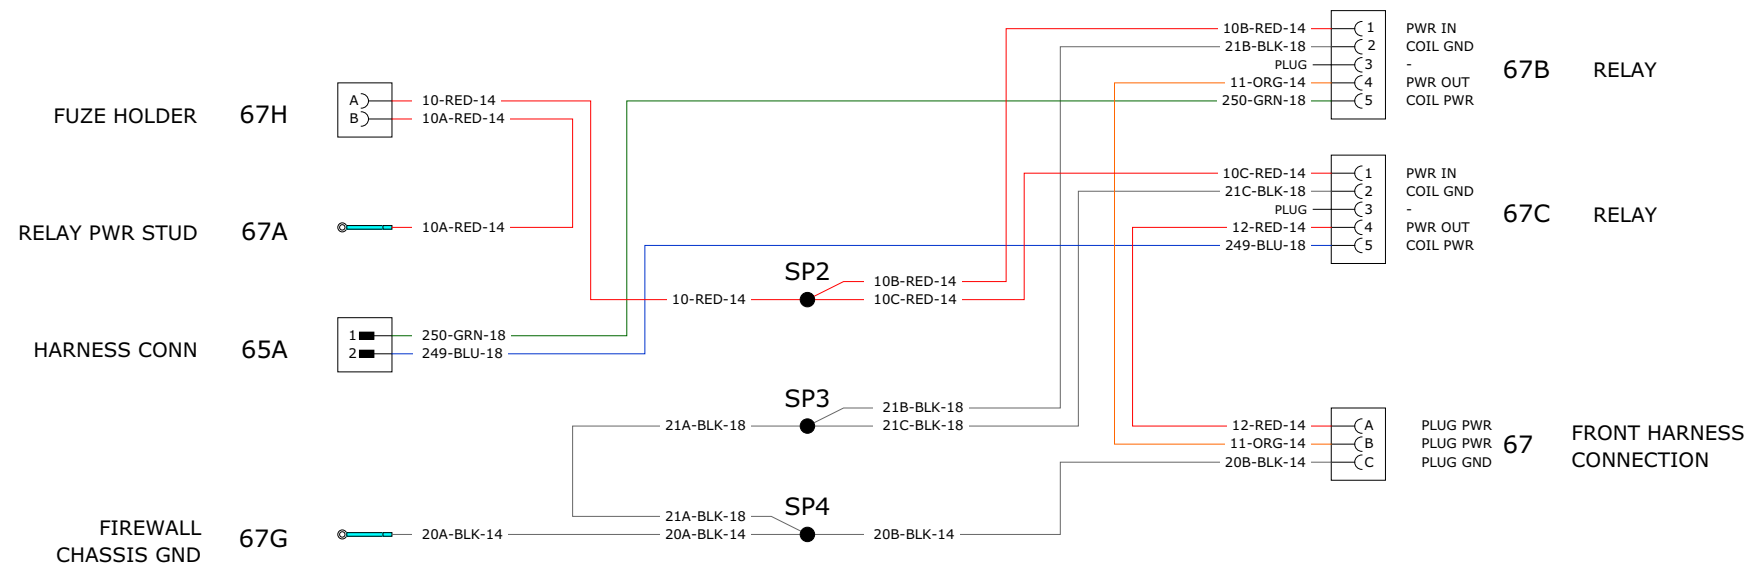 FUZE HOLDER 67H
A 10-RED-14
B 10A-RED-14
RELAY PWR STUD 67A 10A-RED-14
HARNESS CONN 65A
1 250-GRN-18
2 249-BLU-18
FIREWALL
CHASSIS GND
67G 20A-BLK-14
SP2
10-RED-14
10B-RED-14
10C-RED-14
SP3
21A-BLK-18
21B-BLK-18
21C-BLK-18
SP4
21A-BLK-18
20A-BLK-14
20B-BLK-14
10B-RED-14 1 PWR IN
21B-BLK-18 2 COIL GND
PLUG 3 -
11-ORG-14 4 PWR OUT
250-GRN-18 5 COIL PWR
67B RELAY
10C-RED-14 1 PWR IN
21C-BLK-18 2 COIL GND
PLUG 3 -
12-RED-14 4 PWR OUT
249-BLU-18 5 COIL PWR
67C RELAY
12-RED-14 A PLUG PWR
11-ORG-14 B PLUG PWR
20B-BLK-14 C PLUG GND
67
FRONT HARNESS
CONNECTION